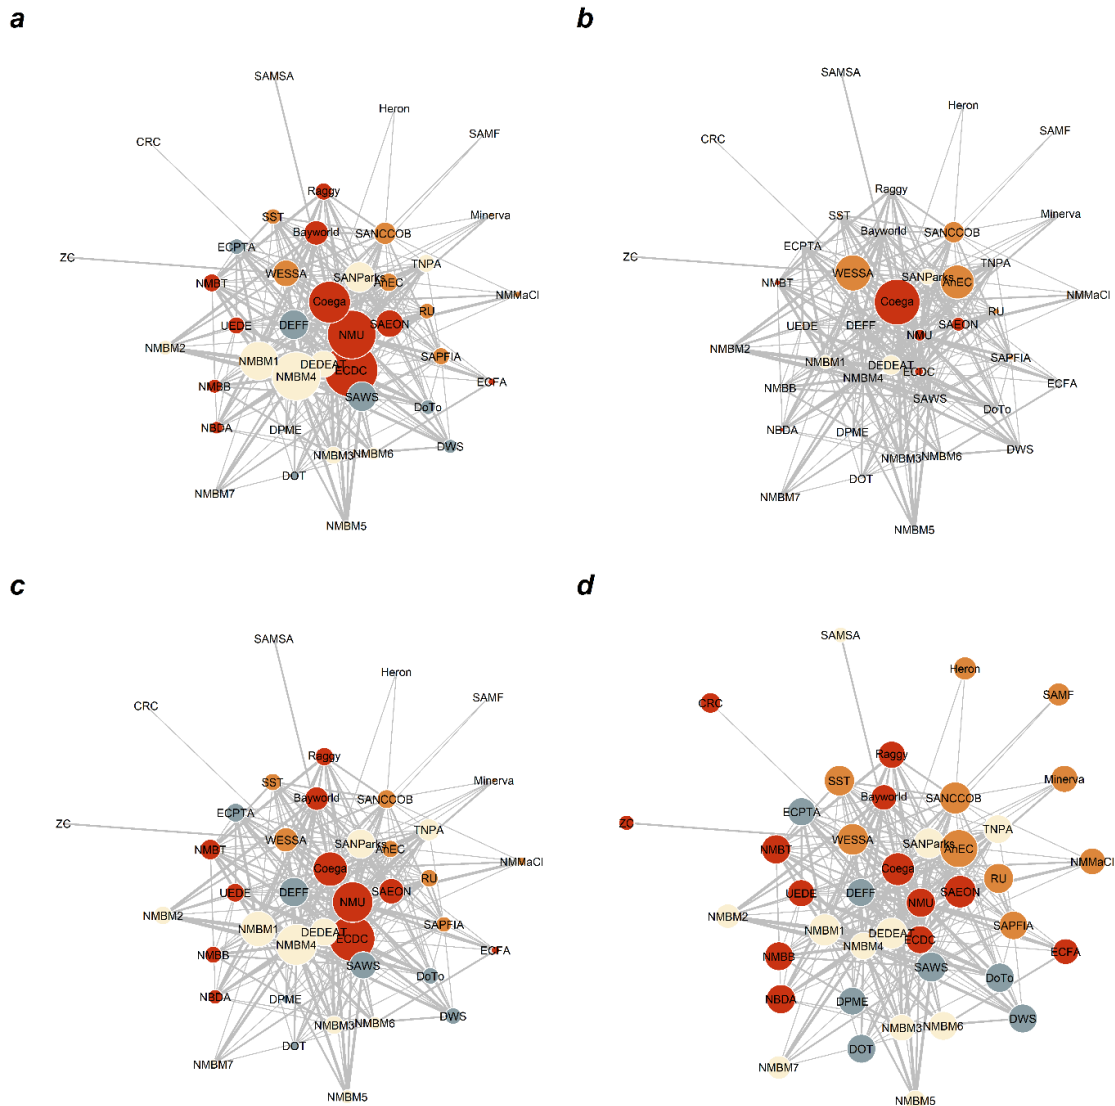 a
SAMSA
Heron
SAMF
CRC
Raggy
SST
Minerva
Bayworld
SANCCOB
ECPTA
ZC
TNPA
WESSA
SANParks
AnEC
NMBT
NMMaCl
Coega
RU
UEDE
DEFF
SAEON
NMU
NMBM2
SAPFIA
NMBM1
DEDEAT
ECDC
NMBM4
ECFA
NMBB
SAWS
DoTo
NBDA
DPME
DWS
NMBM3
NMBM6
DOT
NMBM7
NMBM5
b
SAMSA
Heron
SAMF
CRC
Raggy
SST
Minerva
Bayworld
SANCCOB
ECPTA
ZC
TNPA
WESSA
SANParks
AnEC
NMBT
NMMaCl
Coega
RU
UEDE
DEFF
SAEON
NMU
NMBM2
SAPFIA
NMBM1
DEDEAT
ECDC
NMBM4
ECFA
NMBB
SAWS
DoTo
NBDA
DPME
DWS
NMBM3
NMBM6
DOT
NMBM7
NMBM5
c
SAMSA
Heron
SAMF
CRC
Raggy
SST
Minerva
Bayworld
SANCCOB
ECPTA
ZC
TNPA
WESSA
SANParks
AnEC
NMBT
NMMaCl
Coega
RU
UEDE
DEFF
SAEON
NMU
NMBM2
SAPFIA
NMBM1
DEDEAT
ECDC
NMBM4
ECFA
NMBB
SAWS
DoTo
NBDA
DPME
DWS
NMBM3
NMBM6
DOT
NMBM7
NMBM5
d
SAMSA
Heron
SAMF
CRC
Raggy
SST
Minerva
Bayworld
SANCCOB
ECPTA
ZC
TNPA
WESSA
SANParks
AnEC
NMBT
NMMaCl
Coega
RU
UEDE
DEFF
SAEON
NMU
NMBM2
SAPFIA
NMBM1
DEDEAT
ECDC
NMBM4
ECFA
NMBB
SAWS
DoTo
NBDA
DPME
DWS
NMBM3
NMBM6
DOT
NMBM7
NMBM5